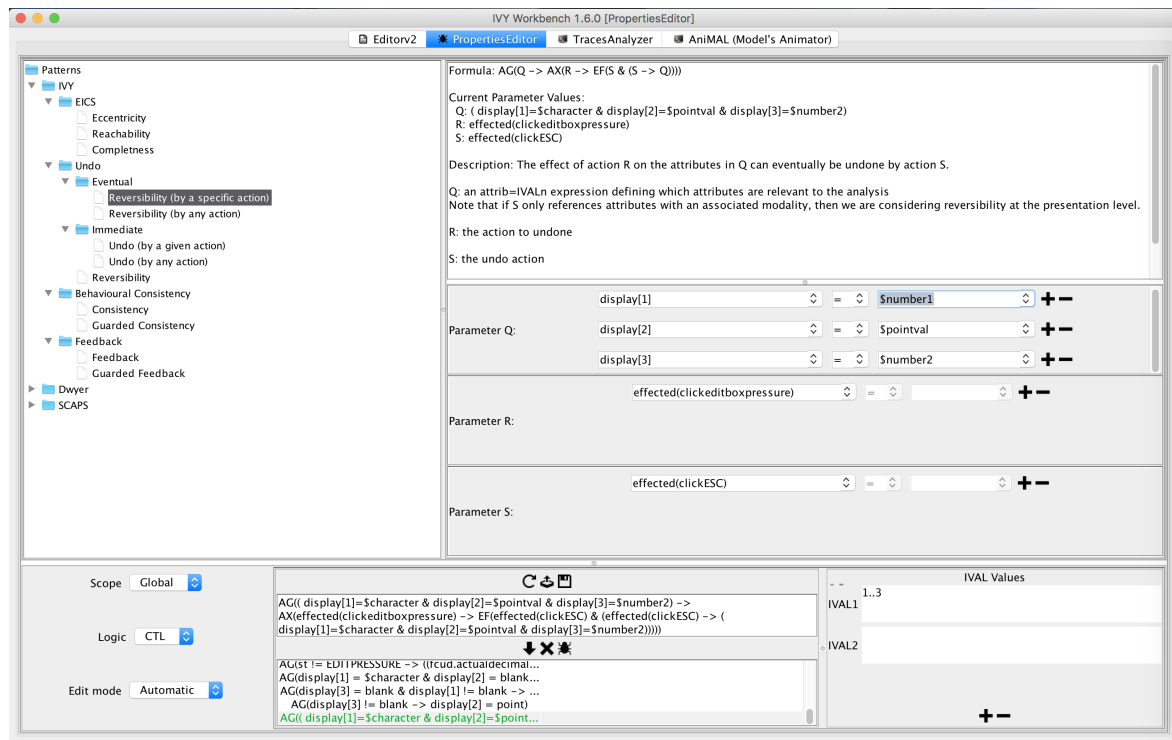 IVY Workbench 1.6.0 [PropertiesEditor]
Editorv2
PropertiesEditor
TracesAnalyzer
AniMAL (Model's Animator)
Patterns
IVY
EICS
Eccentricity
Reachability
Completness
Undo
Eventual
Reversibility (by a specific action)
Reversibility (by any action)
Immediate
Undo (by a given action)
Undo (by any action)
Reversibility
Behavioural Consistency
Consistency
Guarded Consistency
Feedback
Feedback
Guarded Feedback
Dwyer
SCAPS
Formula: AG(Q -> AX(R -> EF(S & (S -> Q))))
Current Parameter Values:
Q: ( display[1]=$character & display[2]=$pointval & display[3]=$number2)
R: effected(clickeditboxpressure)
S: effected(clickESC)
Description: The effect of action R on the attributes in Q can eventually be undone by action S.
Q: an attrib=IVALn expression defining which attributes are relevant to the analysis
Note that if S only references attributes with an associated modality, then we are considering reversibility at the presentation level.
R: the action to undone
S: the undo action
display[1] = $number1
Parameter Q: display[2] = $pointval
display[3] = $number2
effected(clickeditboxpressure) =
Parameter R:
effected(clickESC) =
Parameter S:
Scope Global
Logic CTL
Edit mode Automatic
AG(( display[1]=$character & display[2]=$pointval & display[3]=$number2) ->
AX(effected(clickeditboxpressure) -> EF(effected(clickESC) & (effected(clickESC) -> (
display[1]=$character & display[2]=$pointval & display[3]=$number2)))))
AG(st != EDITPRESSURE -> ((fcud.actualdecimal...
AG(display[1] = $character & display[2] = blank...
AG(display[3] = blank & display[1] != blank -> ...
AG(display[3] != blank -> display[2] = point)
AG(( display[1]=$character & display[2]=$point...
IVAL Values
IVAL1 1..3
IVAL2